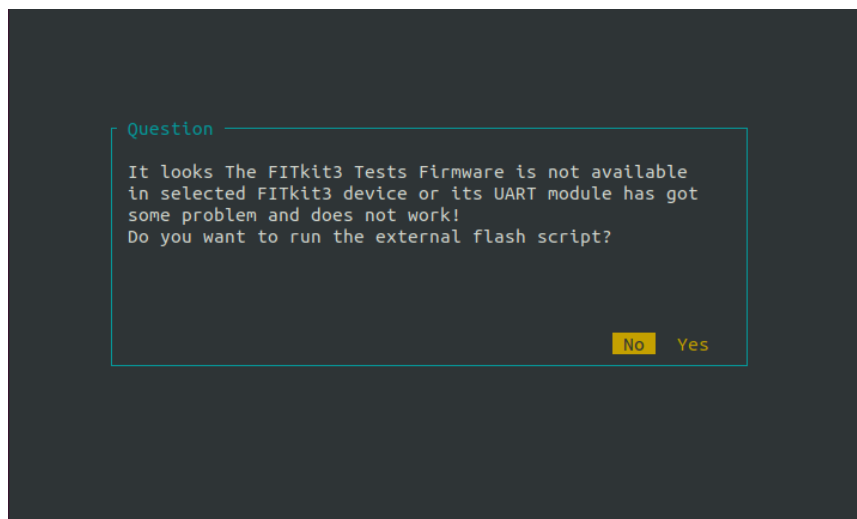 Question
It looks The FITkit3 Tests Firmware is not available
in selected FITkit3 device or its UART module has got
some problem and does not work!
Do you want to run the external flash script?
No Yes